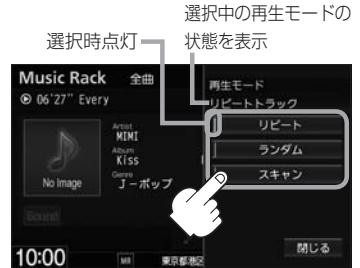 選択中の再生モードの
選択時点灯
状態を表示
Music Rack 全曲
06'27" Every
再生モード
リピートトラック
リピート
ランダム
スキャン
Artist
MIMI
Album
Kiss
Genre
J-ポップ
No Image
Sound
10:00
東京都港区
閉じる